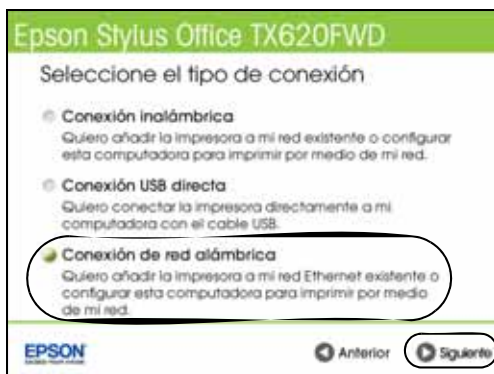 Epson Stylus Office TX620FWD
Seleccione el tipo de conexión
Conexión inalámbrica
Quiero añadir la impresora a mi red existente o configurar
esta computadora para imprimir por medio de mi red.
Conexión USB directa
Quiero conectar la impresora directamente a mi
computadora con el cable USB.
Conexión de red alámbrica
Quiero añadir la impresora a mi red Ethernet existente o
configurar esta computadora para imprimir por medio
de mi red.
EPSON
EXCEED YOUR VISION
Anterior
Siguiente